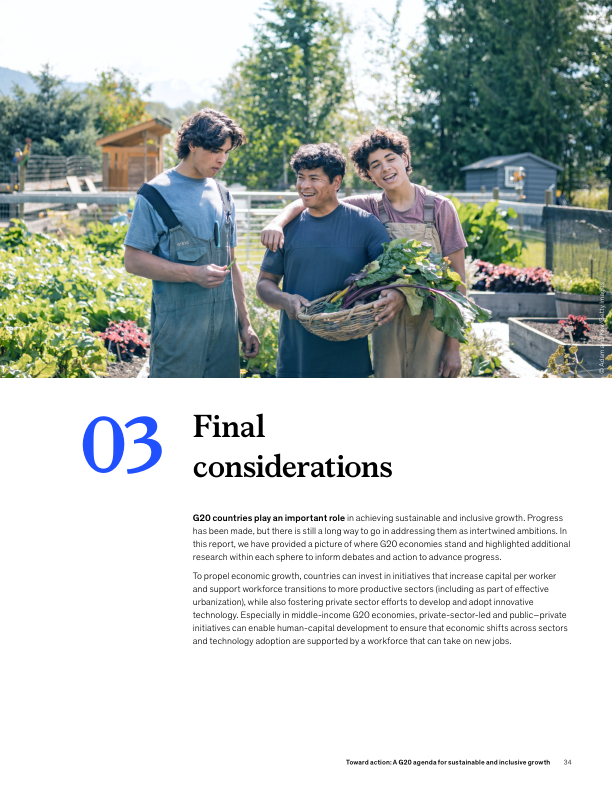 03
Final
considerations
G20 countries play an important role in achieving sustainable and inclusive growth. Progress
has been made, but there is still a long way to go in addressing them as intertwined ambitions. In
this report, we have provided a picture of where G20 economies stand and highlighted additional
research within each sphere to inform debates and action to advance progress.
To propel economic growth, countries can invest in initiatives that increase capital per worker
and support workforce transitions to more productive sectors (including as part of effective
urbanization), while also fostering private sector efforts to develop and adopt innovative
technology. Especially in middle-income G20 economies, private-sector-led and public–private
initiatives can enable human-capital development to ensure that economic shifts across sectors
and technology adoption are supported by a workforce that can take on new jobs.
Toward action: A G20 agenda for sustainable and inclusive growth 34